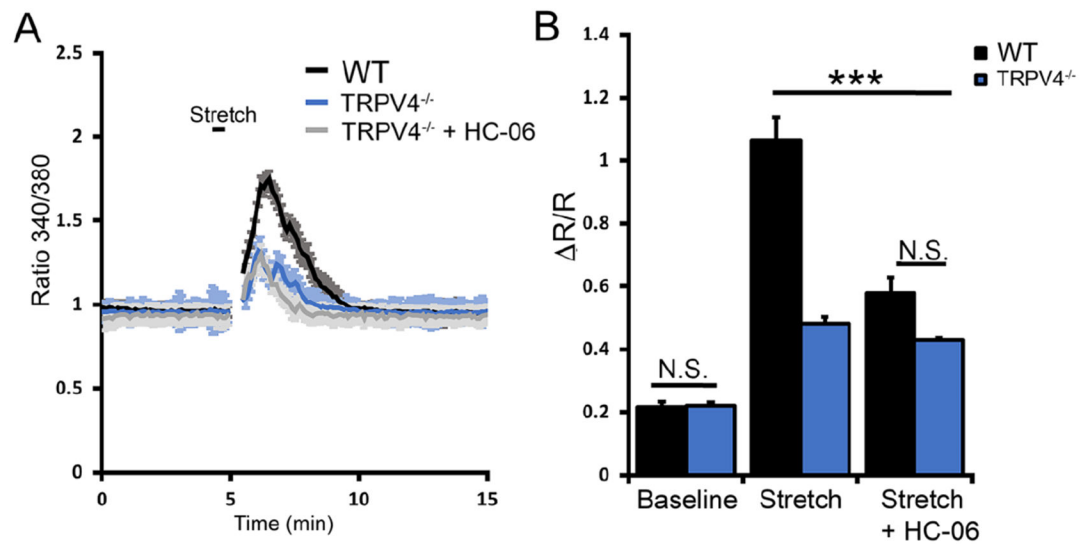 A
2.5
2
1.5
1
0.5
0
Ratio 340/380
Stretch
WT
TRPV4-/-
TRPV4-/- + HC-06
0 5 10 15
Time (min)
B
1.4
1.2
1
0.8
0.6
0.4
0.2
0
ΔR/R
WT
TRPV4-/-
***
N.S.
N.S.
Baseline Stretch Stretch
+ HC-06